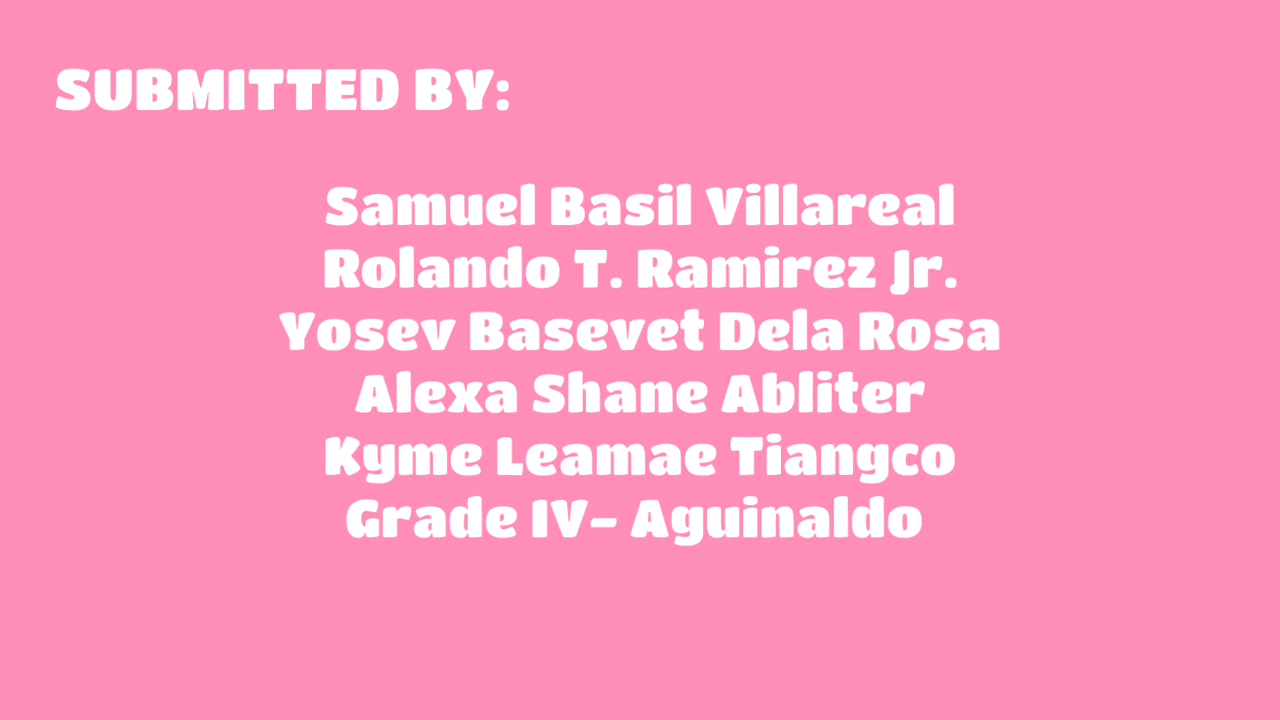 SUBMITTED BY:
Samuel Basil Villareal
Rolando T. Ramirez Jr.
Yosev Basevet Dela Rosa
Alexa Shane Abliter
Kyme Leamae Tiangco
Grade IV- Aguinaldo